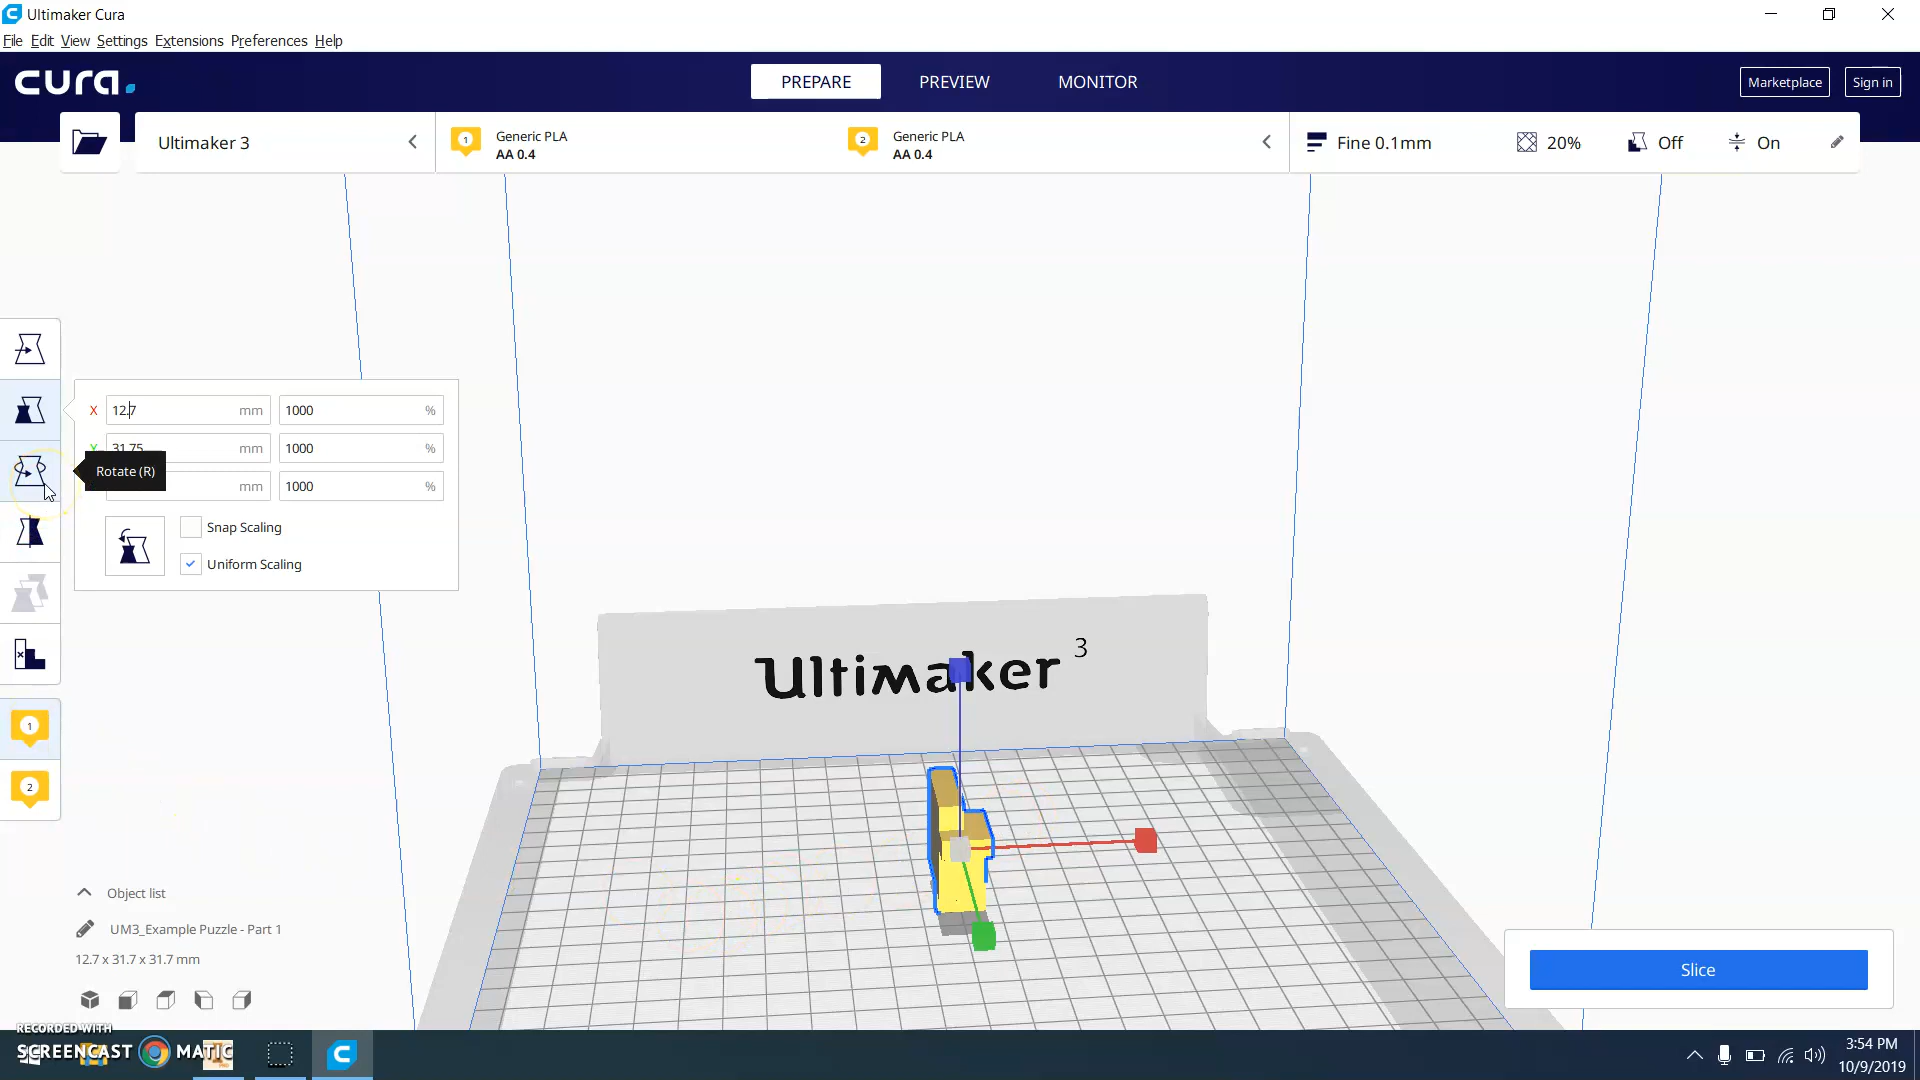 Ultimaker Cura
File Edit View Settings Extensions Preferences Help
cura.
PREPARE PREVIEW MONITOR
Marketplace Sign in
Ultimaker 3
1 Generic PLA
AA 0.4
2 Generic PLA
AA 0.4
Fine 0.1mm 20% Off On
X 12.7 mm 1000 %
Y 31.75 mm 1000 %
Rotate (R)
mm 1000 %
Snap Scaling
Uniform Scaling
Ultimaker 3
1
2
Object list
UM3_Example Puzzle - Part 1
12.7 x 31.7 x 31.7 mm
Slice
RECORDED WITH
SCREENCAST MATIC
3:54 PM
10/9/2019